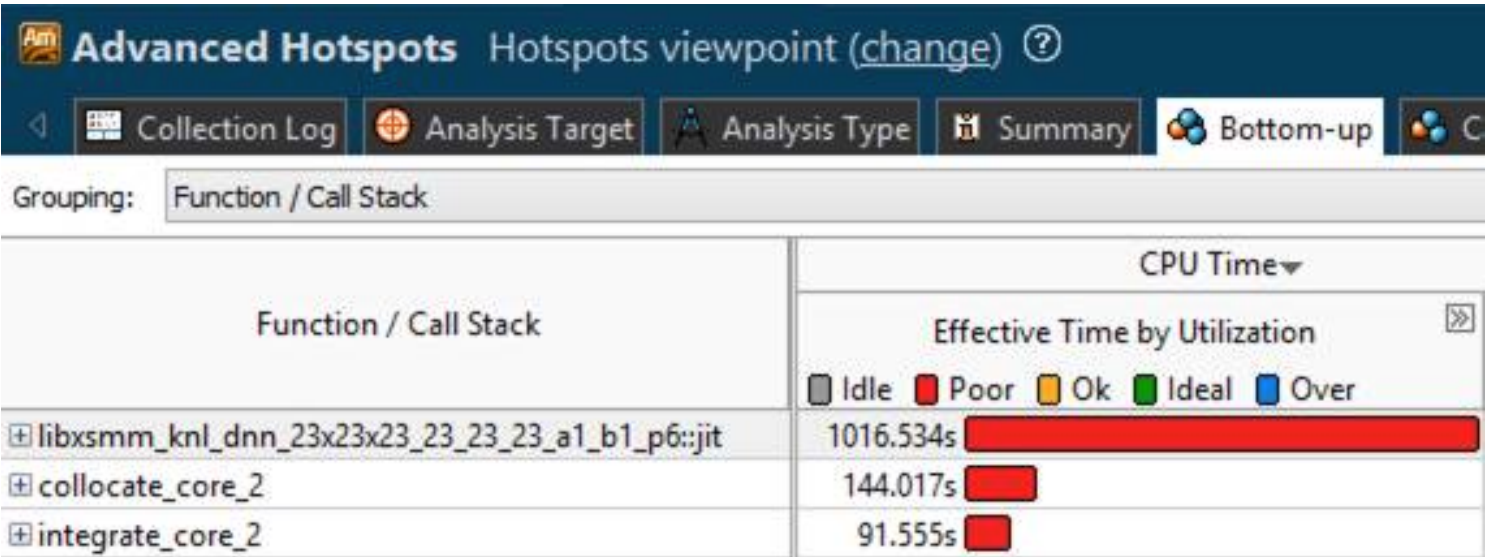 Am Advanced Hotspots Hotspots viewpoint (change) ?
Collection Log Analysis Target Analysis Type Summary Bottom-up C
Grouping: Function / Call Stack
CPU Time
Function / Call Stack
Effective Time by Utilization
Idle Poor Ok Ideal Over
libxsmm_knl_dnn_23x23x23_23_23_23_a1_b1_p6::jit 1016.534s
collocate_core_2 144.017s
integrate_core_2 91.555s